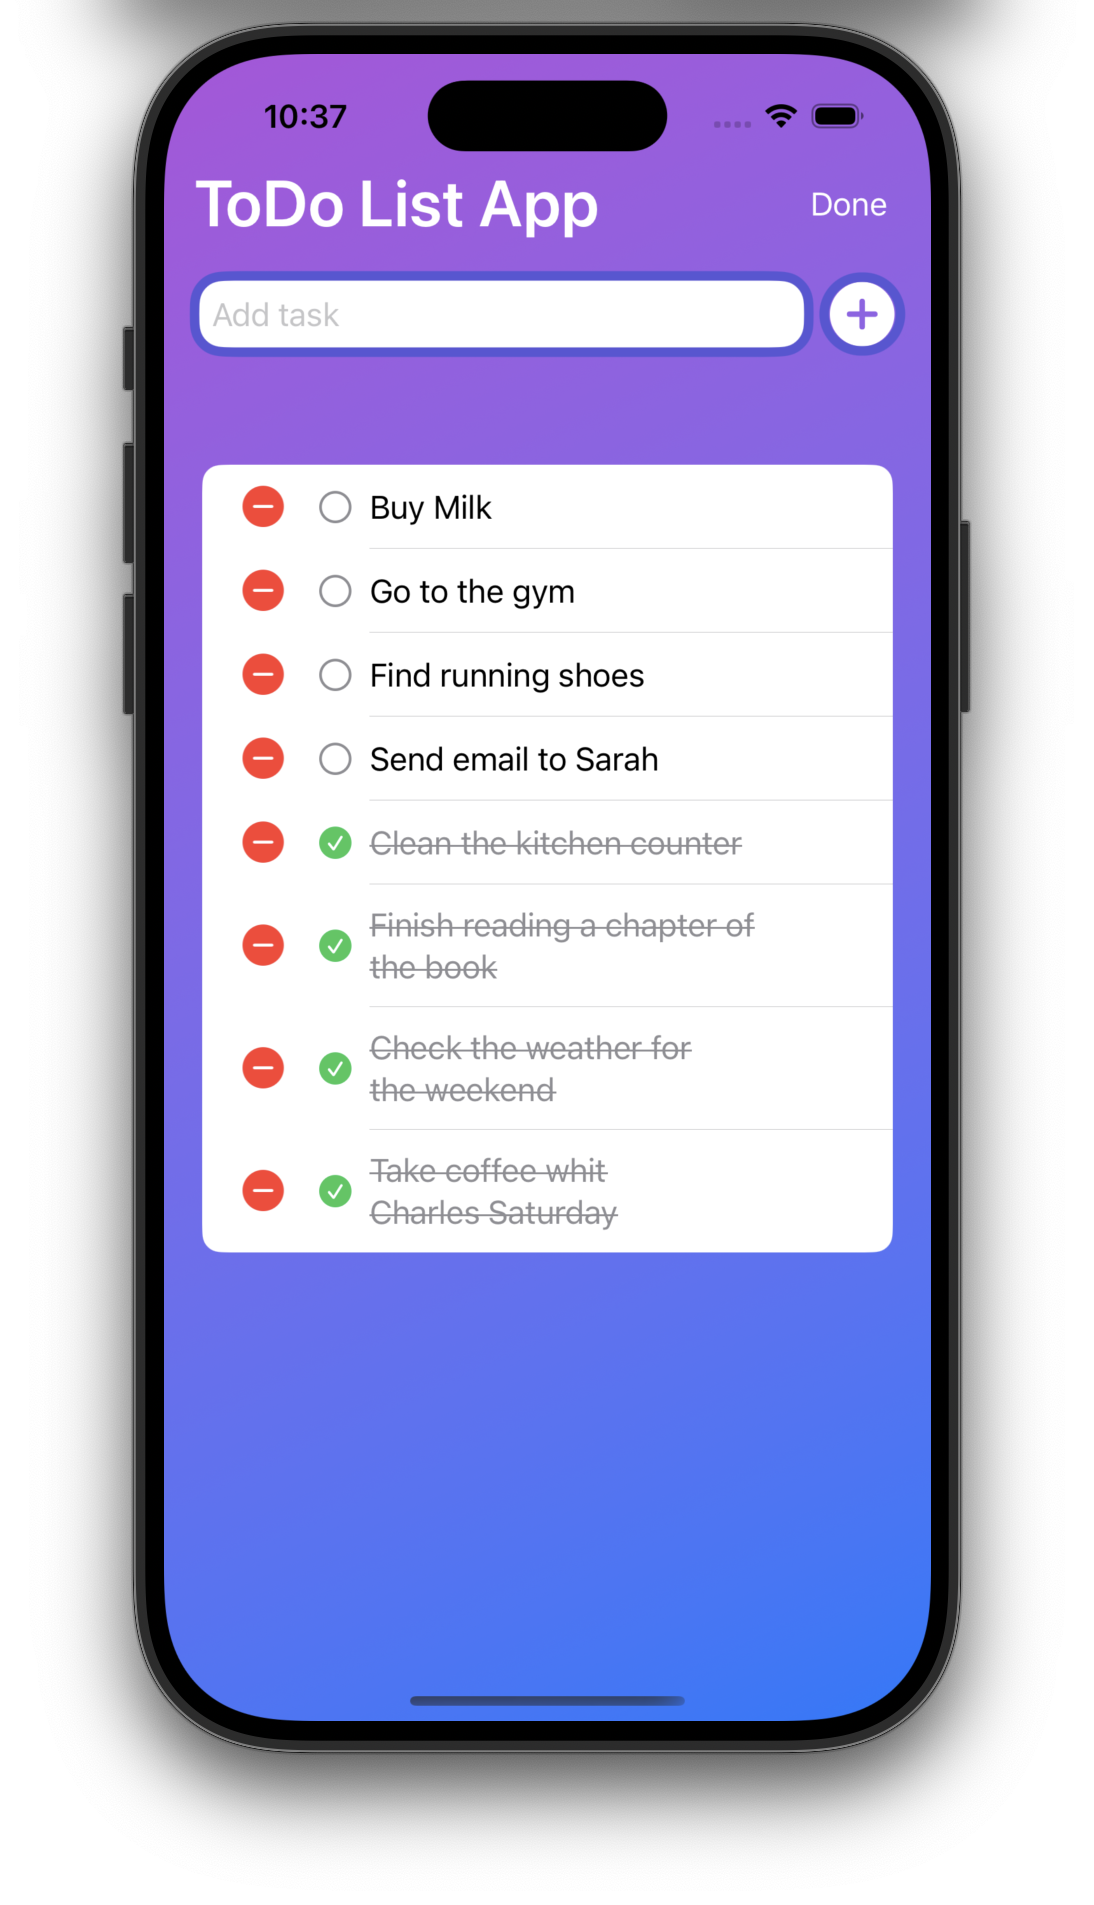 10:37
ToDo List App
Done
Add task
Buy Milk
Go to the gym
Find running shoes
Send email to Sarah
Clean the kitchen counter
Finish reading a chapter of
the book
Check the weather for
the weekend
Take coffee whit
Charles Saturday